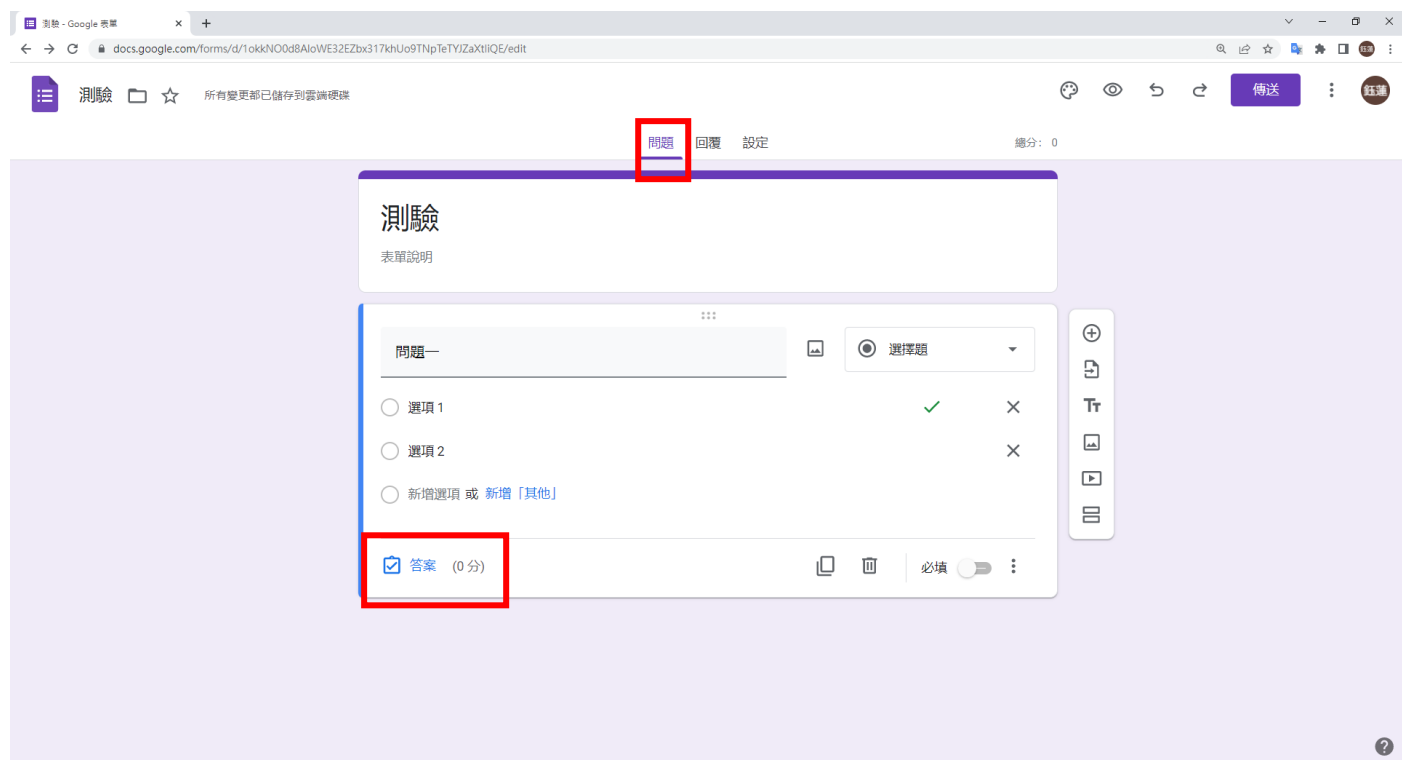 測驗 - Google 表單
docs.google.com/forms/d/1okkNO0d8AloWE32EZbx317khUo9TNpTeTYJZaXtIiQE/edit
測驗
所有變更都已儲存到雲端硬碟
傳送
鈺蓮
問題 回覆 設定
總分： 0
測驗
表單說明
問題一
選擇題
選項 1
選項 2
新增選項 或 新增「其他」
答案 (0 分)
必填